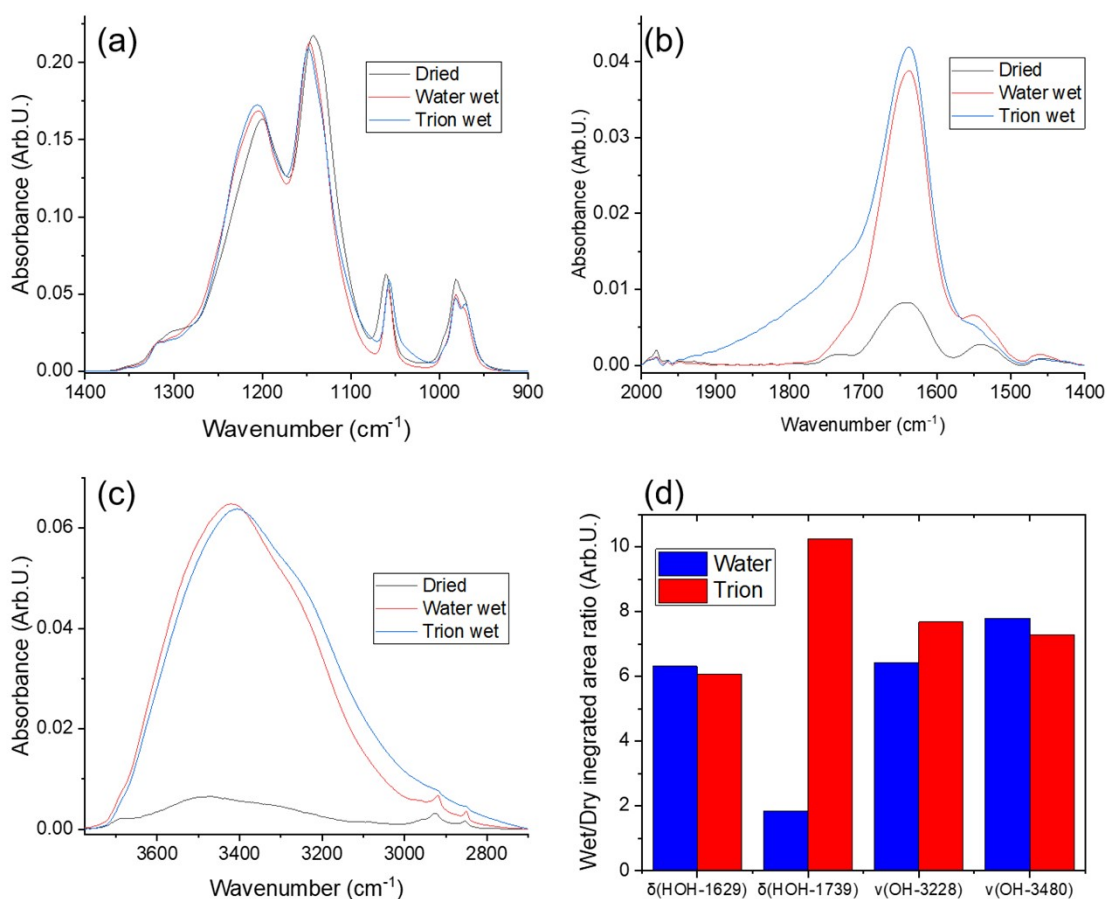 (a)
Absorbance (Arb.U.)
0.20
0.15
0.10
0.05
0.00
Dried
Water wet
Trion wet
1400 1300 1200 1100 1000 900
Wavenumber (cm-1)
(b)
Absorbance (Arb.U.)
0.04
0.03
0.02
0.01
0.00
Dried
Water wet
Trion wet
2000 1900 1800 1700 1600 1500 1400
Wavenumber (cm-1)
(c)
Absorbance (Arb.U.)
0.06
0.04
0.02
0.00
Dried
Water wet
Trion wet
3600 3400 3200 3000 2800
Wavenumber (cm-1)
(d)
Wet/Dry inegrated area ratio (Arb.U.)
10
8
6
4
2
0
Water
Trion
δ(HOH-1629) δ(HOH-1739) ν(OH-3228) ν(OH-3480)